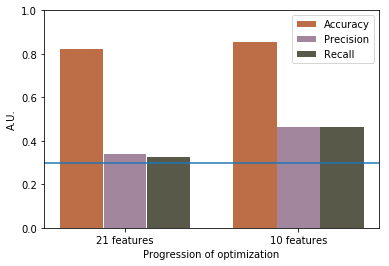 1.0
0.8
0.6
0.4
0.2
0.0
A.U.
Accuracy
Precision
Recall
21 features
10 features
Progression of optimization